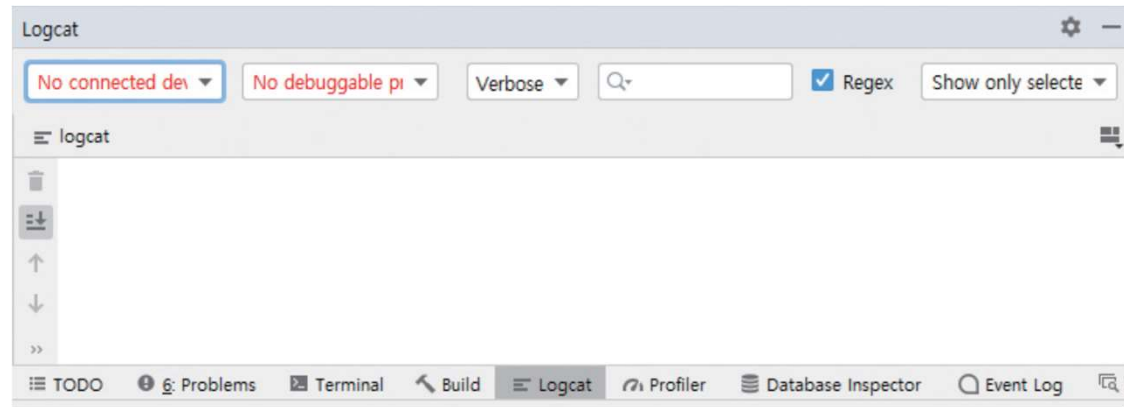 Logcat
No connected dev No debuggable pr Verbose Regex Show only selecte
logcat
TODO 6: Problems Terminal Build Logcat Profiler Database Inspector Event Log